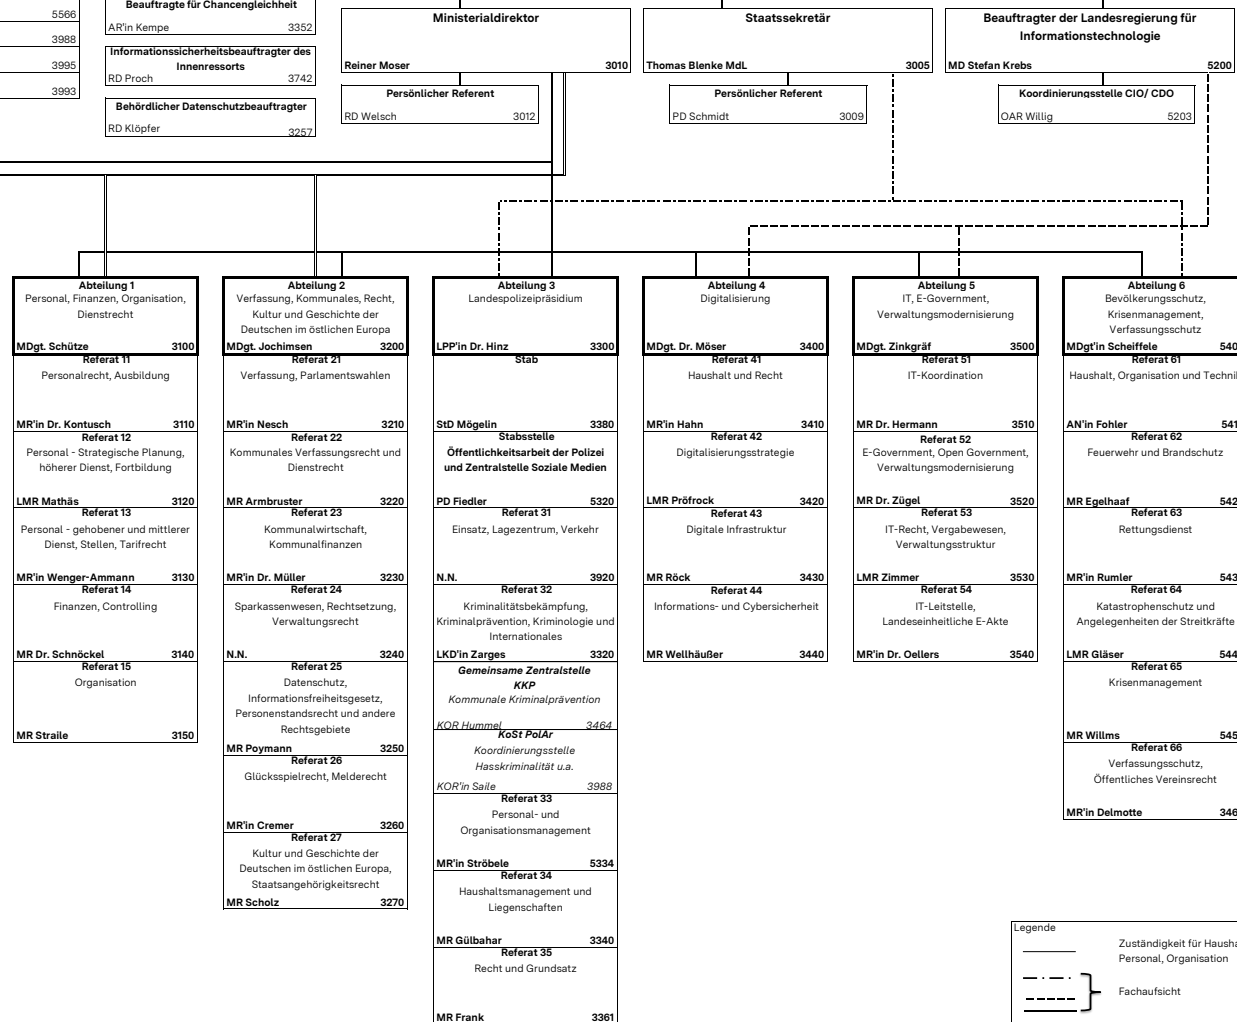 5566
3988
3995
3993
Beauftragte für Chancengleichheit
AR'in Kempe 3352
Informationssicherheitsbeauftragter des
Innenressorts
RD Proch 3742
Behördlicher Datenschutzbeauftragter
RD Klöpfer 3257
Ministerialdirektor
Reiner Moser 3010
Persönlicher Referent
RD Welsch 3012
Staatssekretär
Thomas Blenke MdL 3005
Persönlicher Referent
PD Schmidt 3009
Beauftragter der Landesregierung für
Informationstechnologie
MD Stefan Krebs 5200
Koordinierungsstelle CIO/ CDO
OAR Willig 5203
Abteilung 1
Personal, Finanzen, Organisation,
Dienstrecht
MDgt. Schütze 3100
Referat 11
Personalrecht, Ausbildung
MR'in Dr. Kontusch 3110
Referat 12
Personal - Strategische Planung,
höherer Dienst, Fortbildung
LMR Mathäs 3120
Referat 13
Personal - gehobener und mittlerer
Dienst, Stellen, Tarifrecht
MR'in Wenger-Ammann 3130
Referat 14
Finanzen, Controlling
MR Dr. Schnöckel 3140
Referat 15
Organisation
MR Straile 3150
Abteilung 2
Verfassung, Kommunales, Recht,
Kultur und Geschichte der
Deutschen im östlichen Europa
MDgt. Jochimsen 3200
Referat 21
Verfassung, Parlamentswahlen
MR'in Nesch 3210
Referat 22
Kommunales Verfassungsrecht und
Dienstrecht
MR Armbruster 3220
Referat 23
Kommunalwirtschaft,
Kommunalfinanzen
MR'in Dr. Müller 3230
Referat 24
Sparkassenwesen, Rechtsetzung,
Verwaltungsrecht
N.N. 3240
Referat 25
Datenschutz,
Informationsfreiheitsgesetz,
Personenstandsrecht und andere
Rechtsgebiete
MR Poymann 3250
Referat 26
Glücksspielrecht, Melderecht
MR'in Cremer 3260
Referat 27
Kultur und Geschichte der
Deutschen im östlichen Europa,
Staatsangehörigkeitsrecht
MR Scholz 3270
Abteilung 3
Landespolizeipräsidium
LPP'in Dr. Hinz 3300
Stab
StD Mögelin 3380
Stabsstelle
Öffentlichkeitsarbeit der Polizei
und Zentralstelle Soziale Medien
PD Fiedler 5320
Referat 31
Einsatz, Lagezentrum, Verkehr
N.N. 3920
Referat 32
Kriminalitätsbekämpfung,
Kriminalprävention, Kriminologie und
Internationales
LKD'in Zarges 3320
Gemeinsame Zentralstelle
KKP
Kommunale Kriminalprävention
KOR Hummel 3464
KoSt PolAr
Koordinierungsstelle
Hasskriminalität u.a.
KOR'in Saile 3988
Referat 33
Personal- und
Organisationsmanagement
MR'in Ströbele 5334
Referat 34
Haushaltsmanagement und
Liegenschaften
MR Gülbahar 3340
Referat 35
Recht und Grundsatz
MR Frank 3361
Abteilung 4
Digitalisierung
MDgt. Dr. Möser 3400
Referat 41
Haushalt und Recht
MR'in Hahn 3410
Referat 42
Digitalisierungsstrategie
LMR Pröfrock 3420
Referat 43
Digitale Infrastruktur
MR Röck 3430
Referat 44
Informations- und Cybersicherheit
MR Wellhäußer 3440
Abteilung 5
IT, E-Government,
Verwaltungsmodernisierung
MDgt. Zinkgräf 3500
Referat 51
IT-Koordination
MR Dr. Hermann 3510
Referat 52
E-Government, Open Government,
Verwaltungsmodernisierung
MR Dr. Zügel 3520
Referat 53
IT-Recht, Vergabewesen,
Verwaltungsstruktur
LMR Zimmer 3530
Referat 54
IT-Leitstelle,
Landeseinheitliche E-Akte
MR'in Dr. Oellers 3540
Abteilung 6
Bevölkerungsschutz,
Krisenmanagement,
Verfassungsschutz
MDgt'in Scheiffele 540
Referat 61
Haushalt, Organisation und Technik
AN'in Fohler 541
Referat 62
Feuerwehr und Brandschutz
MR Egelhaaf 542
Referat 63
Rettungsdienst
MR'in Rumler 543
Referat 64
Katastrophenschutz und
Angelegenheiten der Streitkräfte
LMR Gläser 544
Referat 65
Krisenmanagement
MR Willms 545
Referat 66
Verfassungsschutz,
Öffentliches Vereinsrecht
MR'in Delmotte 346
Legende
Zuständigkeit für Hausha
Personal, Organisation
Fachaufsicht